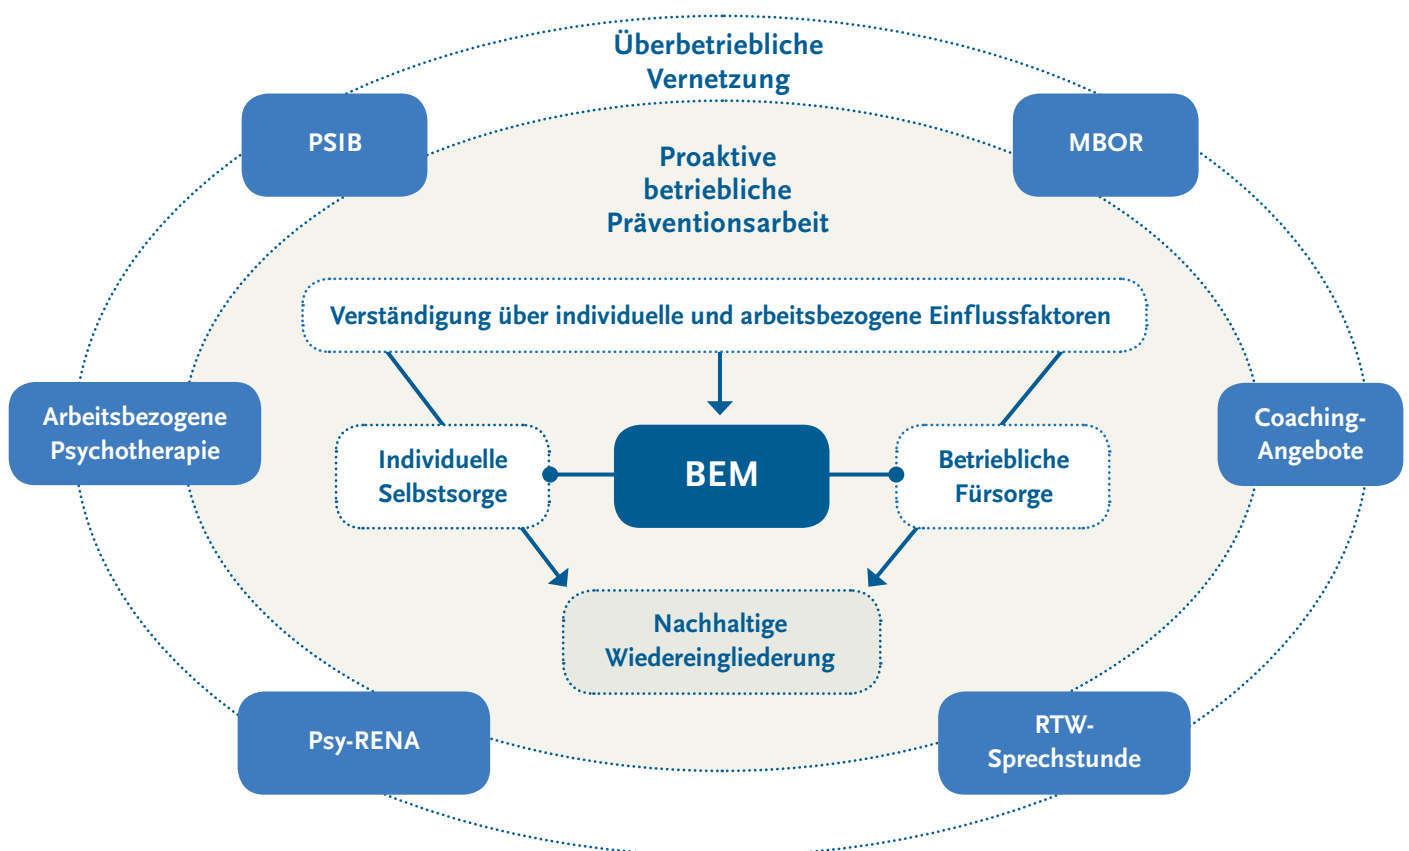 Überbetriebliche
Vernetzung
PSIB
MBOR
Proaktive
betriebliche
Präventionsarbeit
Verständigung über individuelle und arbeitsbezogene Einflussfaktoren
Arbeitsbezogene
Psychotherapie
Individuelle
Selbstsorge
BEM
Betriebliche
Fürsorge
Coaching-
Angebote
Nachhaltige
Wiedereingliederung
Psy-RENA
RTW-
Sprechstunde